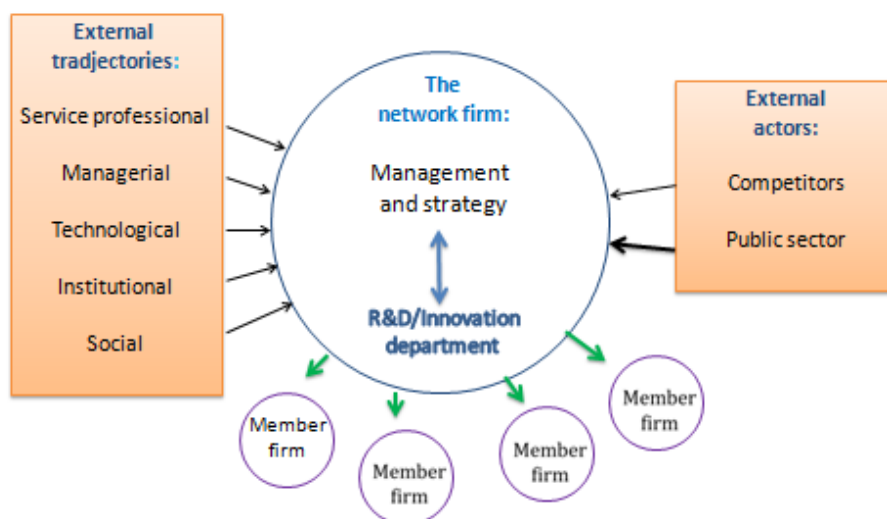 External
tradjectories:
Service professional
Managerial
Technological
Institutional
Social
The
network firm:
Management
and strategy
R&D/Innovation
department
External
actors:
Competitors
Public sector
Member
firm
Member
firm
Member
firm
Member
firm